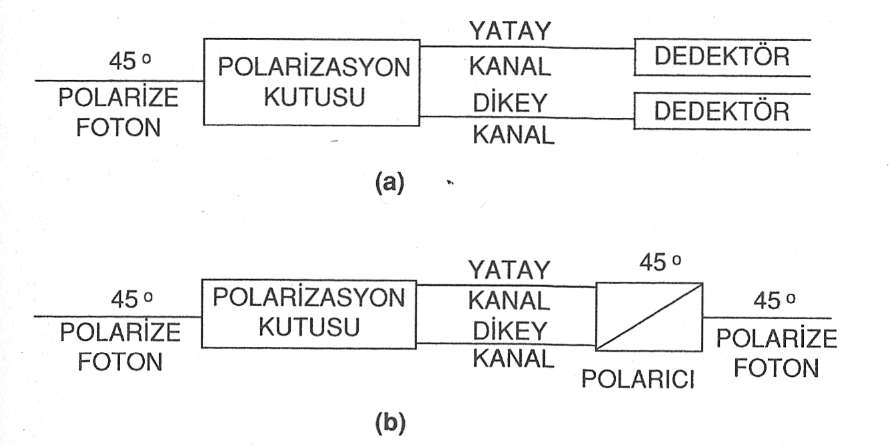 45 o
POLARİZE
FOTON
POLARİZASYON
KUTUSU
YATAY
KANAL
DİKEY
KANAL
DEDEKTÖR
DEDEKTÖR
(a)
45 o
POLARİZE
FOTON
POLARİZASYON
KUTUSU
YATAY
KANAL
DİKEY
KANAL
45 o
POLARICI
45 o
POLARİZE
FOTON
(b)